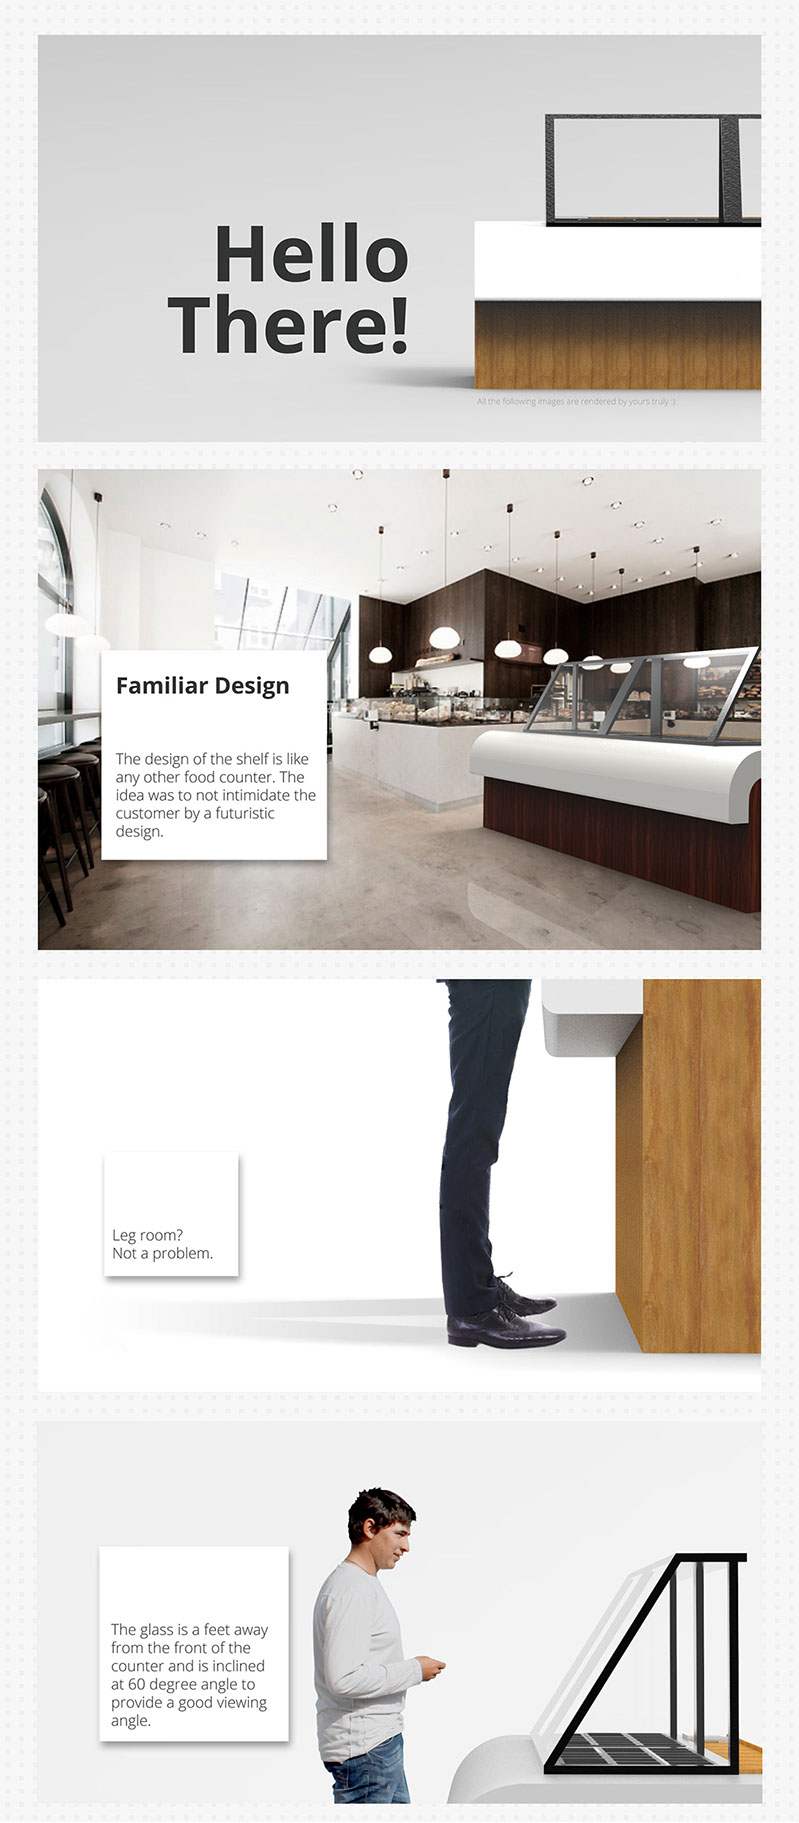 Hello
There!
All the following images are rendered by yours truly :)
Familiar Design
The design of the shelf is like
any other food counter. The
idea was to not intimidate the
customer by a futuristic
design.
Leg room?
Not a problem.
The glass is a feet away
from the front of the
counter and is inclined
at 60 degree angle to
provide a good viewing
angle.